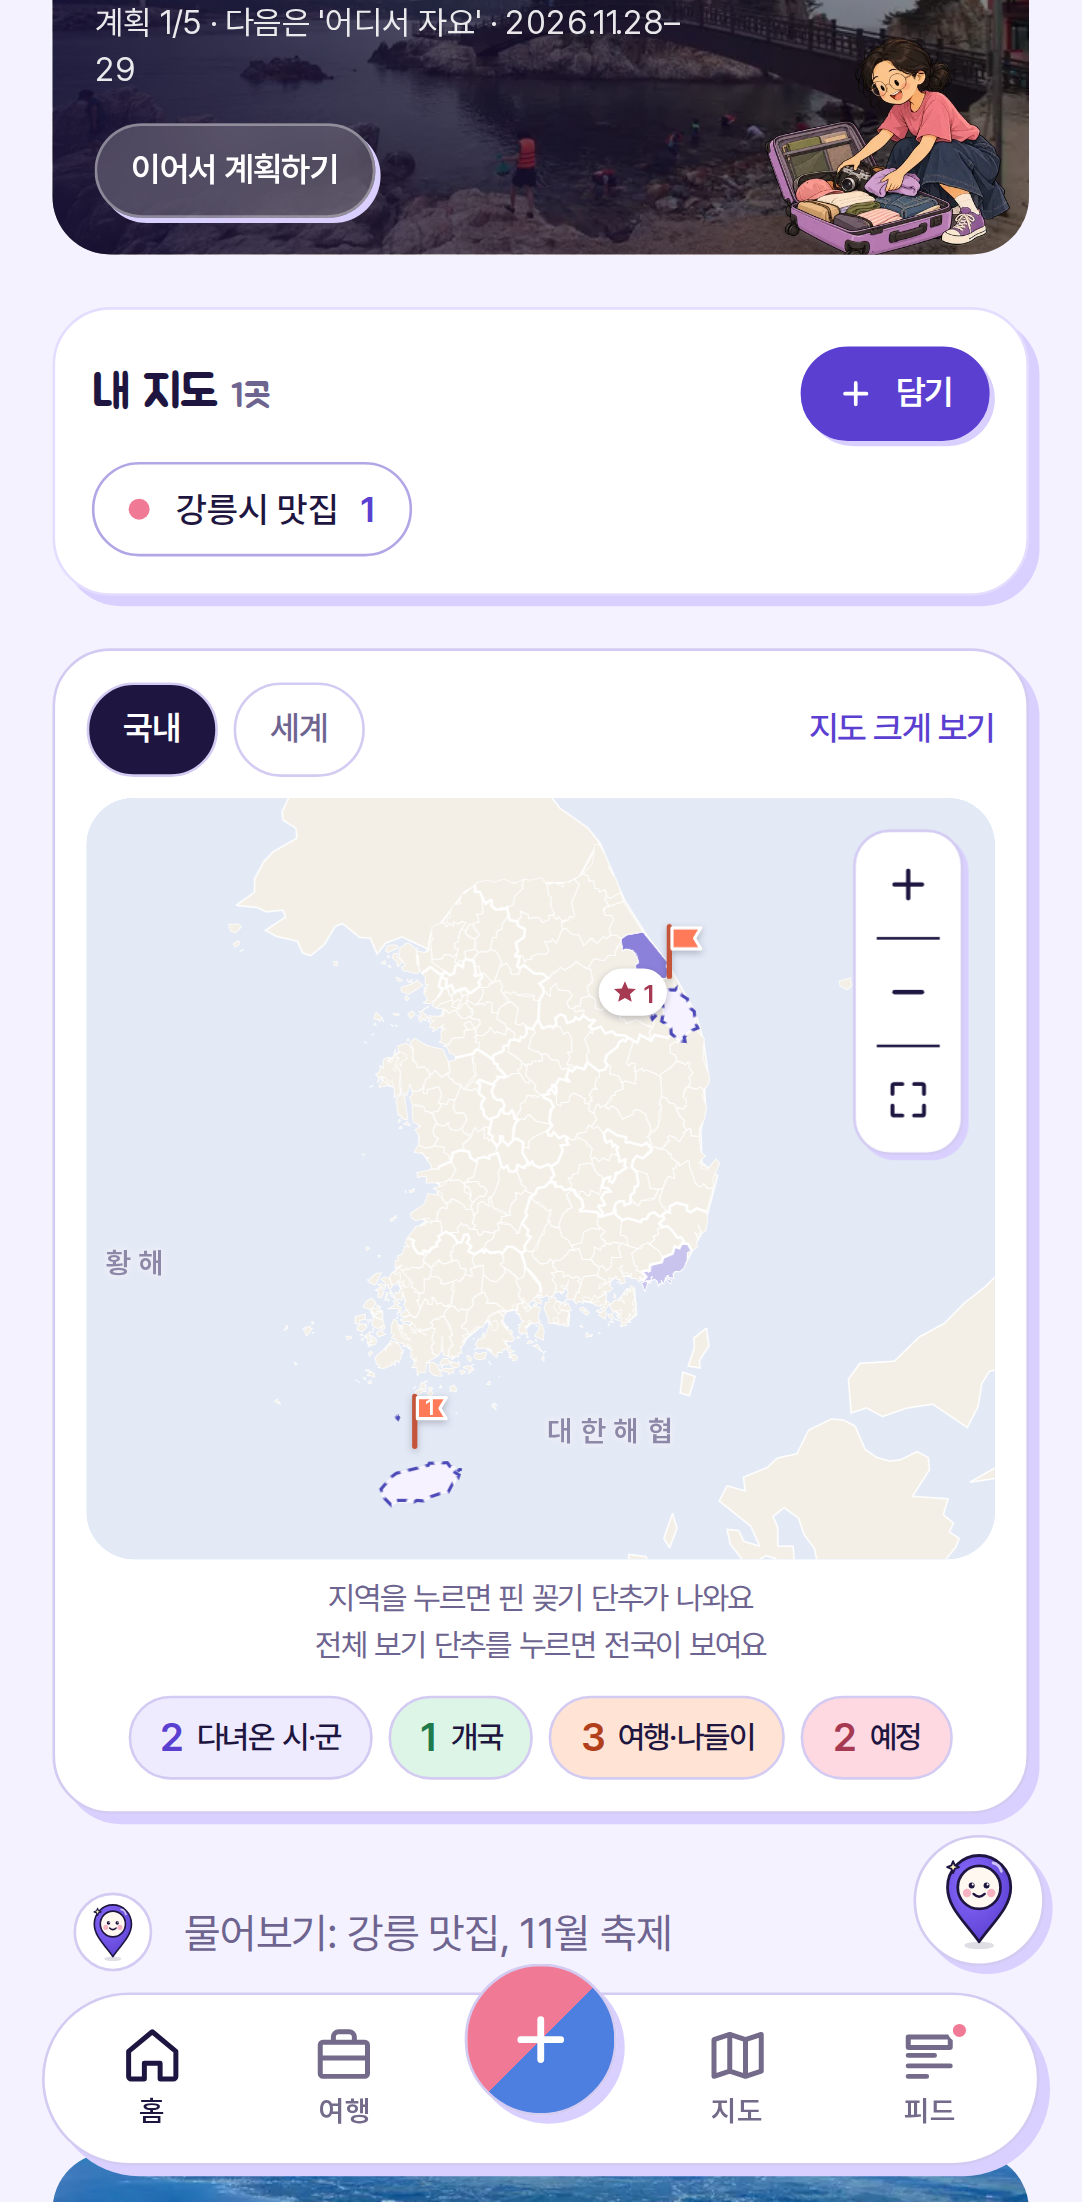 계획 1/5 · 다음은 '어디서 자요' · 2026.11.28–
29
이어서 계획하기
내 지도 1곳
+ 담기
강릉시 맛집 1
국내 세계 지도 크게 보기
★ 1
황해
1
대한해협
지역을 누르면 핀 꽂기 단추가 나와요
전체 보기 단추를 누르면 전국이 보여요
2 다녀온 시·군 1 개국 3 여행·나들이 2 예정
물어보기: 강릉 맛집, 11월 축제
홈 여행 지도 피드